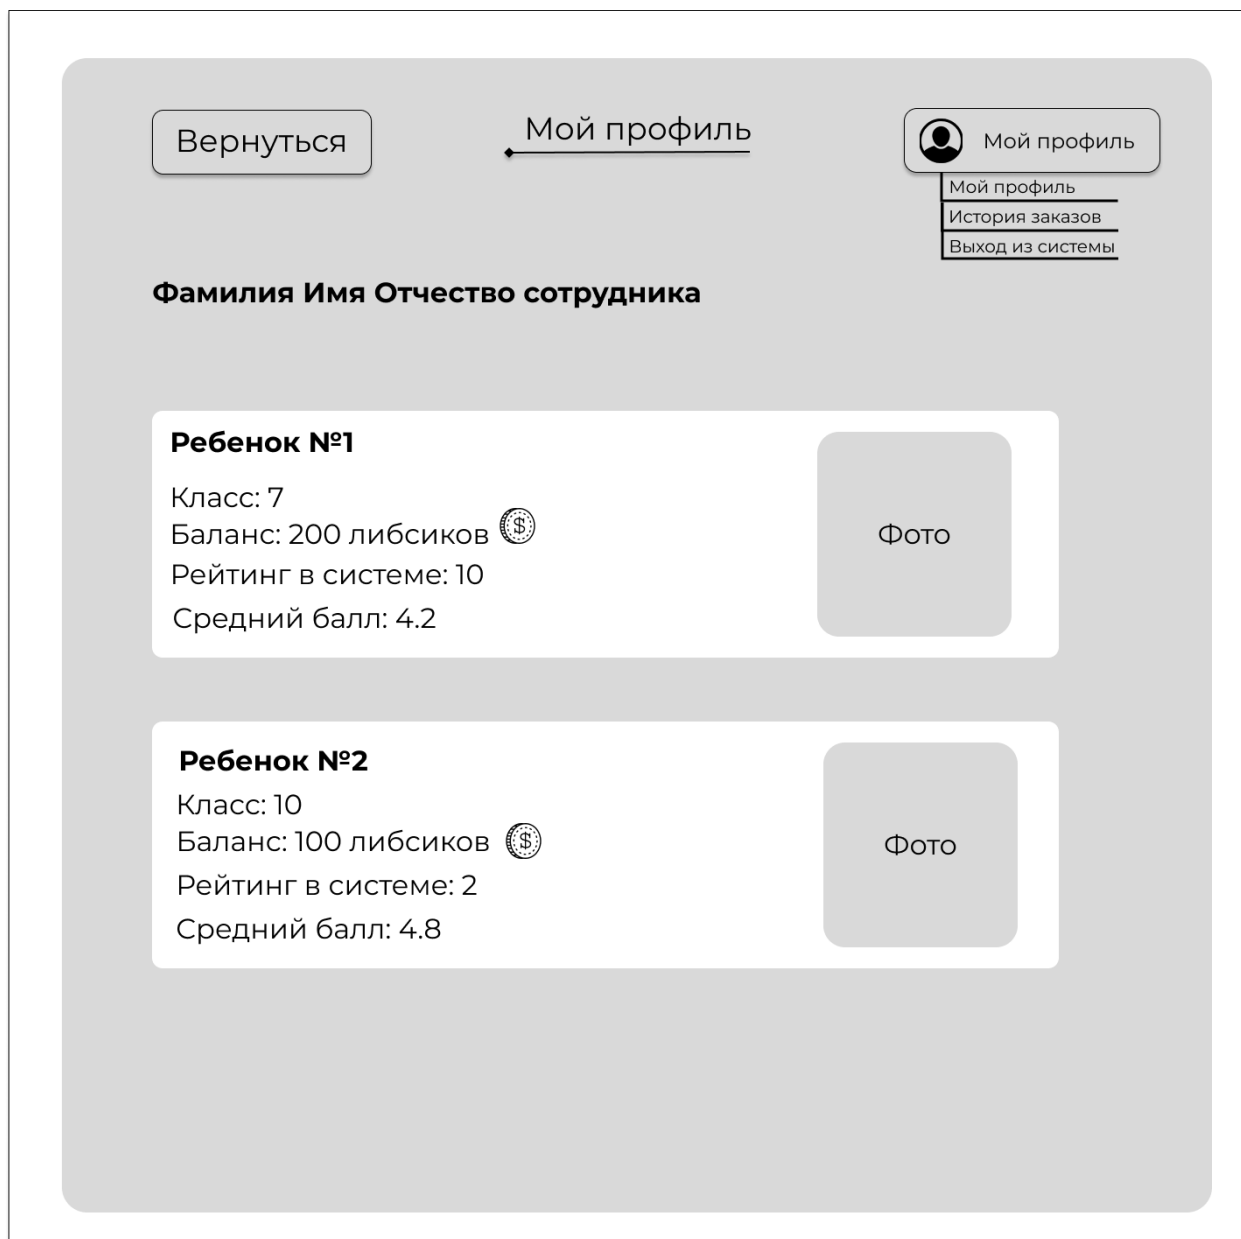 Вернуться
Мой профиль
Мой профиль
Мой профиль
История заказов
Выход из системы
Фамилия Имя Отчество сотрудника
Ребенок №1
Класс: 7
Баланс: 200 либсиков $
Рейтинг в системе: 10
Средний балл: 4.2
Фото
Ребенок №2
Класс: 10
Баланс: 100 либсиков $
Рейтинг в системе: 2
Средний балл: 4.8
Фото